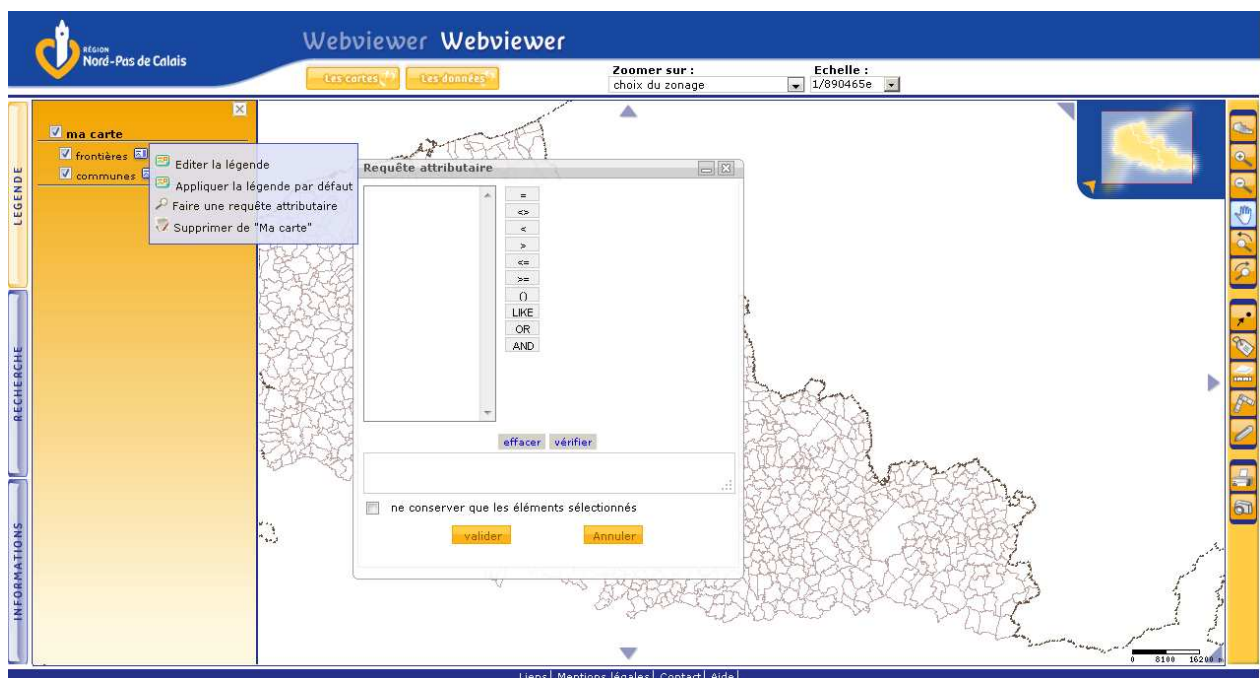 RÉGION
Nord-Pas de Calais
Webviewer Webviewer
Les cartes
Les données
Zoomer sur :
choix du zonage
Echelle :
1/890465e
LEGENDE
RECHERCHE
INFORMATIONS
ma carte
frontières
communes
Editer la légende
Appliquer la légende par défaut
Faire une requête attributaire
Supprimer de "Ma carte"
Requête attributaire
=
<>
<
>
<=
>=
()
LIKE
OR
AND
effacer vérifier
ne conserver que les éléments sélectionnés
valider
Annuler
0 8100 16200 m
Liens| Mentions légales| Contact| Aide|